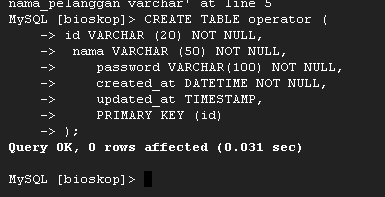 nama_pelanggan varchar' at line 5
MySQL [bioskop]> CREATE TABLE operator (
    -> id VARCHAR (20) NOT NULL,
    ->  nama VARCHAR (50) NOT NULL,
    ->     password VARCHAR(100) NOT NULL,
    ->     created_at DATETIME NOT NULL,
    ->     updated_at TIMESTAMP,
    ->     PRIMARY KEY (id)
    -> );
Query OK, 0 rows affected (0.031 sec)
MySQL [bioskop]>